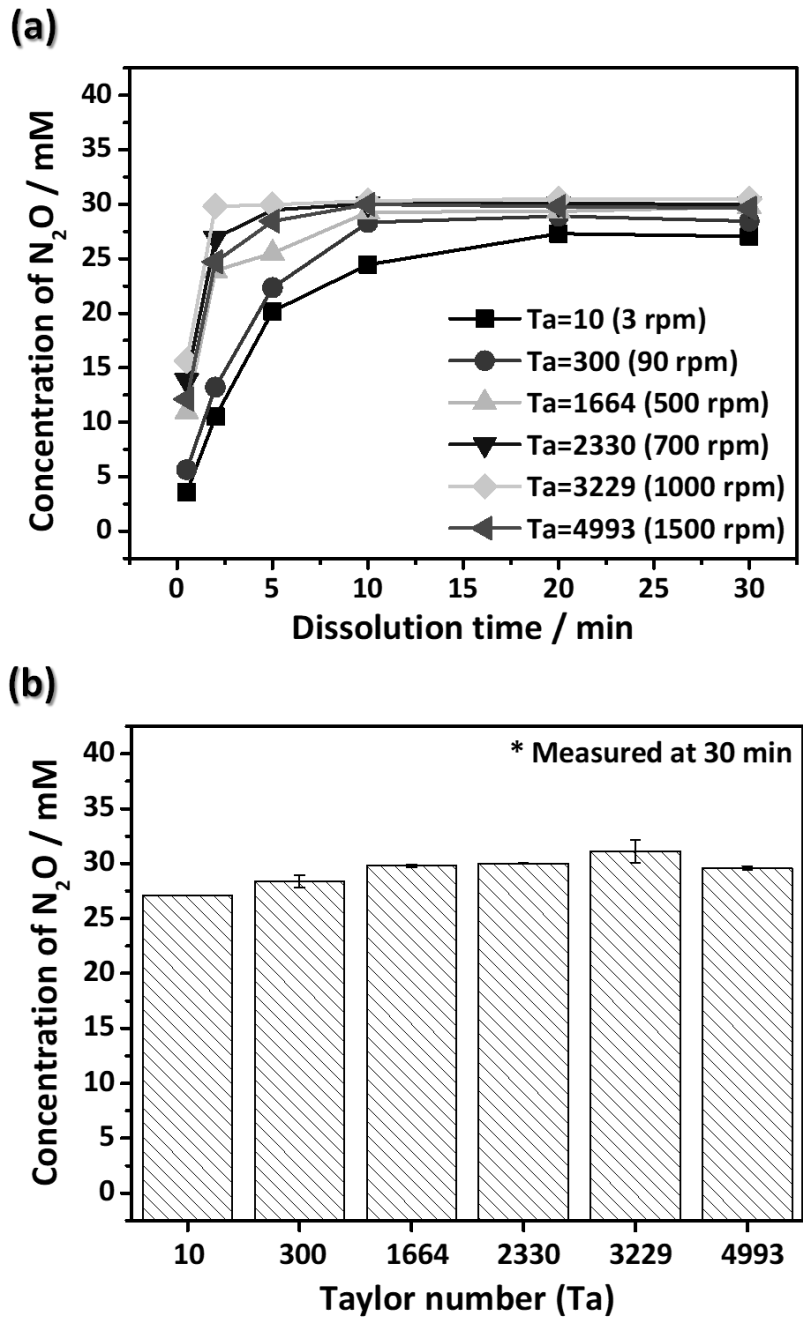 (a)
Concentration of N₂O / mM
40
35
30
25
20
15
10
5
0
Ta=10 (3 rpm)
Ta=300 (90 rpm)
Ta=1664 (500 rpm)
Ta=2330 (700 rpm)
Ta=3229 (1000 rpm)
Ta=4993 (1500 rpm)
0 5 10 15 20 25 30
Dissolution time / min
(b)
Concentration of N₂O / mM
40
35
30
25
20
15
10
5
0
* Measured at 30 min
10 300 1664 2330 3229 4993
Taylor number (Ta)